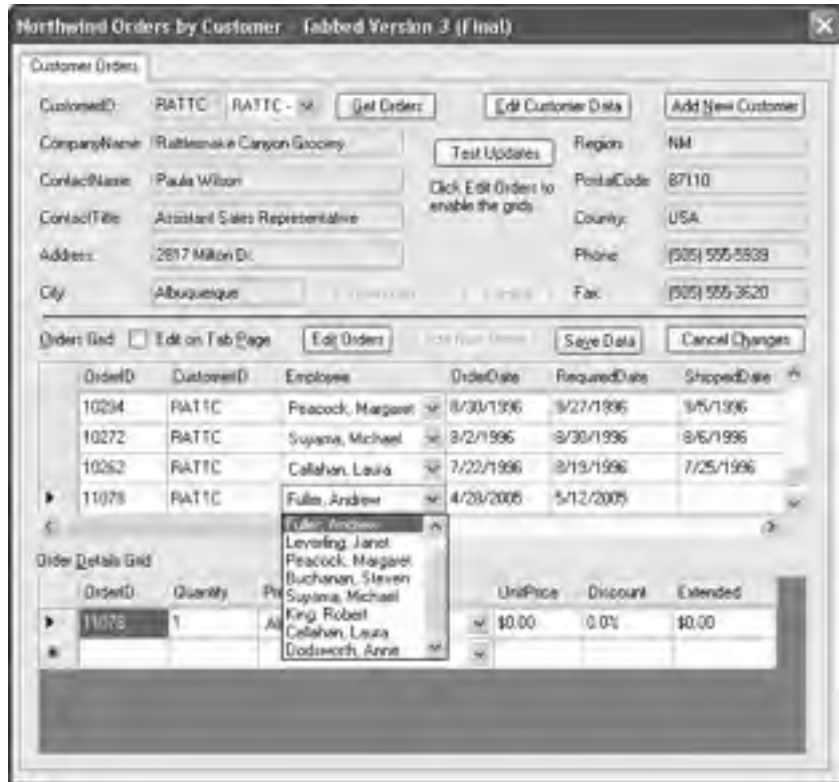 Northwind Orders by Customer - Tabbed Version 3 (Final)
Customer Orders
CustomerID: RATTC RATTC - Get Orders Edit Customer Data Add New Customer
CompanyName: Rattlesnake Canyon Grocery Test Updates Region: NM
ContactName: Paula Wilson Click Edit Orders to enable the grids PostalCode: 87110
ContactTitle: Assistant Sales Representative Country: USA
Address: 2817 Milton Dr. Phone: (505) 555-5939
City: Albuquerque Fax: (505) 555-3620
Orders Grid Edit on Tab Page Edit Orders Save Data Cancel Changes
OrderID CustomerID Employee OrderDate RequiredDate ShippedDate
10294 RATTC Peacock, Margaret 8/30/1996 9/27/1996 9/5/1996
10272 RATTC Suyama, Michael 8/2/1996 8/30/1996 8/6/1996
10262 RATTC Callahan, Laura 7/22/1996 8/19/1996 7/25/1996
11078 RATTC Fuller, Andrew 4/28/2005 5/12/2005
Fuller, Andrew
Leverling, Janet
Peacock, Margaret
Buchanan, Steven
Suyama, Michael
King, Robert
Callahan, Laura
Dodsworth, Anne
Order Details Grid
OrderID Quantity UnitPrice Discount Extended
11078 1 $0.00 0.0% $0.00